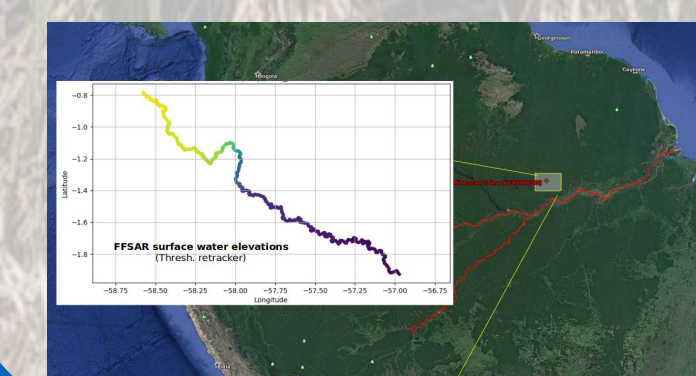 Georgetown
Paramaribo
Cayenne
Bogota
−0.8
−1.0
−1.2
−1.4
−1.6
−1.8
Latitude
FFSAR surface water elevations
(Thresh. retracker)
−58.75 −58.50 −58.25 −58.00 −57.75 −57.50 −57.25 −57.00 −56.75
Longitude
Lima